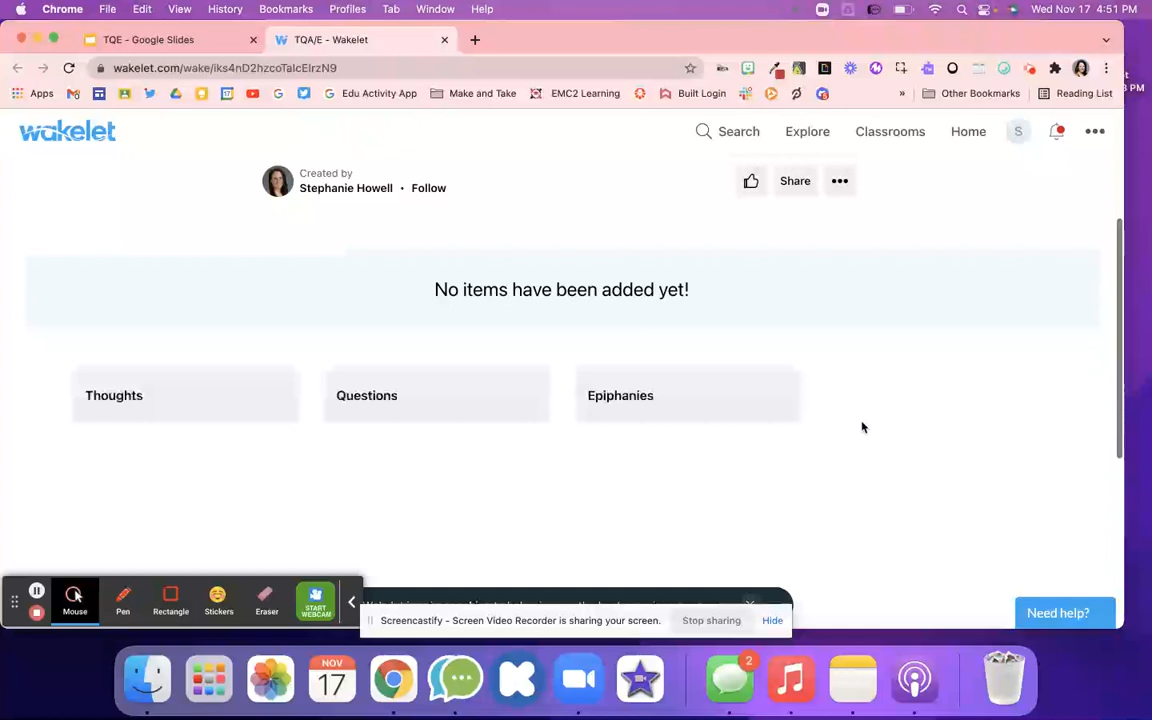 Chrome File Edit View History Bookmarks Profiles Tab Window Help Wed Nov 17 4:51 PM
TQE - Google Slides TQA/E - Wakelet
wakelet.com/wake/iks4nD2hzcoTaIcEIrzN9
Apps Edu Activity App Make and Take EMC2 Learning Built Login » Other Bookmarks Reading List
wakelet Search Explore Classrooms Home S
Created by
Stephanie Howell • Follow
Share
No items have been added yet!
Thoughts Questions Epiphanies
Mouse Pen Rectangle Stickers Eraser START WEBCAM
Screencastify - Screen Video Recorder is sharing your screen. Stop sharing Hide
Need help?
NOV
17
2